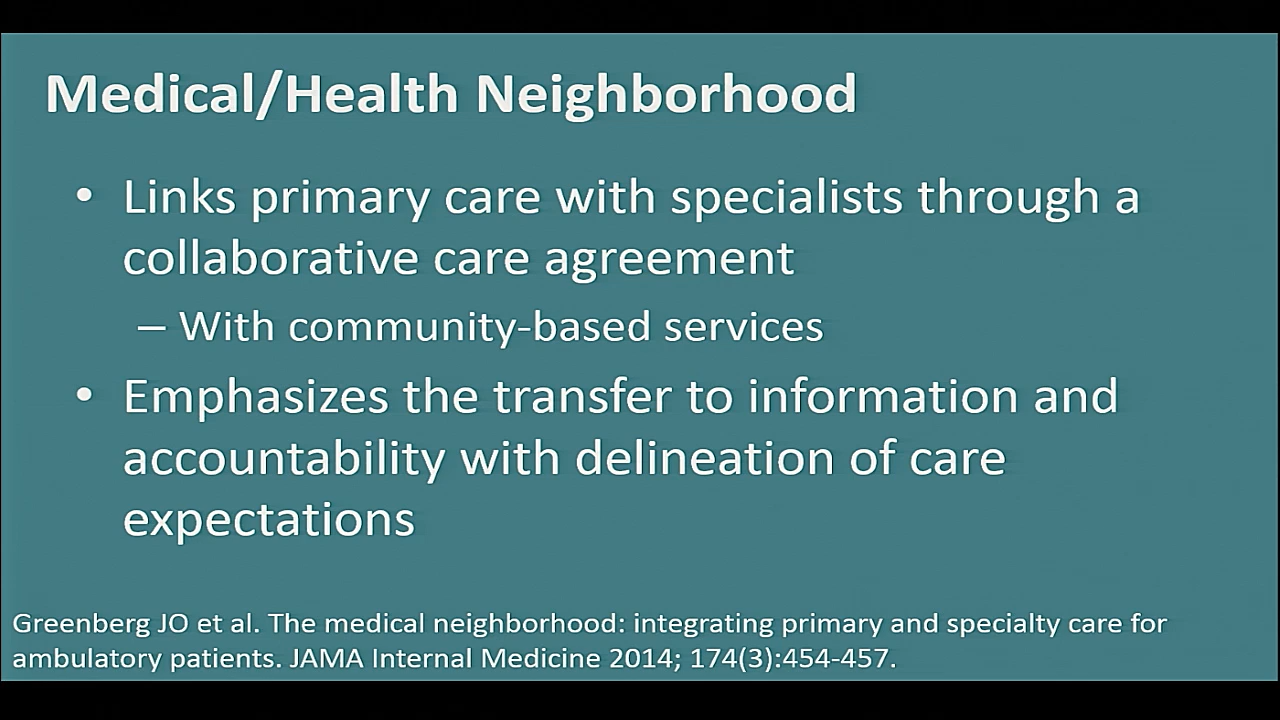 Medical/Health Neighborhood
• Links primary care with specialists through a
collaborative care agreement
– With community-based services
• Emphasizes the transfer to information and
accountability with delineation of care
expectations
Greenberg JO et al. The medical neighborhood: integrating primary and specialty care for
ambulatory patients. JAMA Internal Medicine 2014; 174(3):454-457.